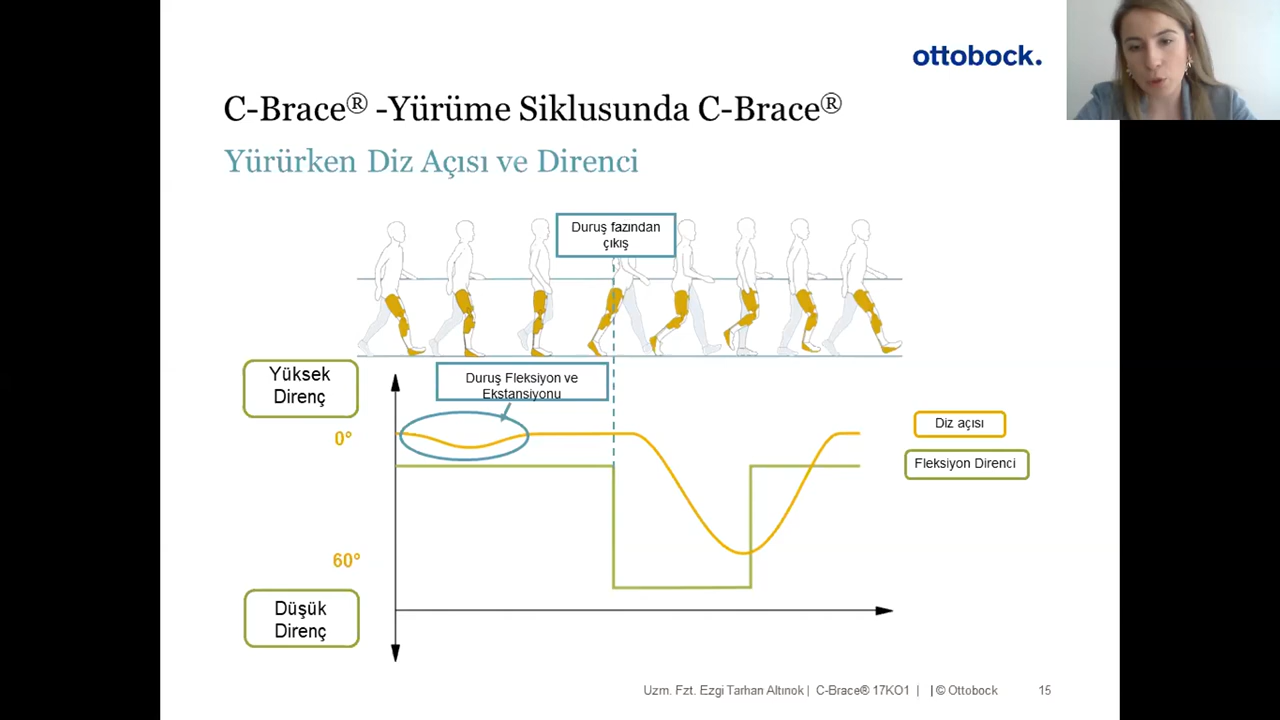 ottobock.
C-Brace® -Yürüme Siklusunda C-Brace®
Yürürken Diz Açısı ve Direnci
Duruş fazından
çıkış
Yüksek
Direnç
Duruş Fleksiyon ve
Ekstansiyonu
0°
Diz açısı
Fleksiyon Direnci
60°
Düşük
Direnç
Uzm. Fzt. Ezgi Tarhan Altınok | C-Brace® 17KO1 | | © Ottobock 15